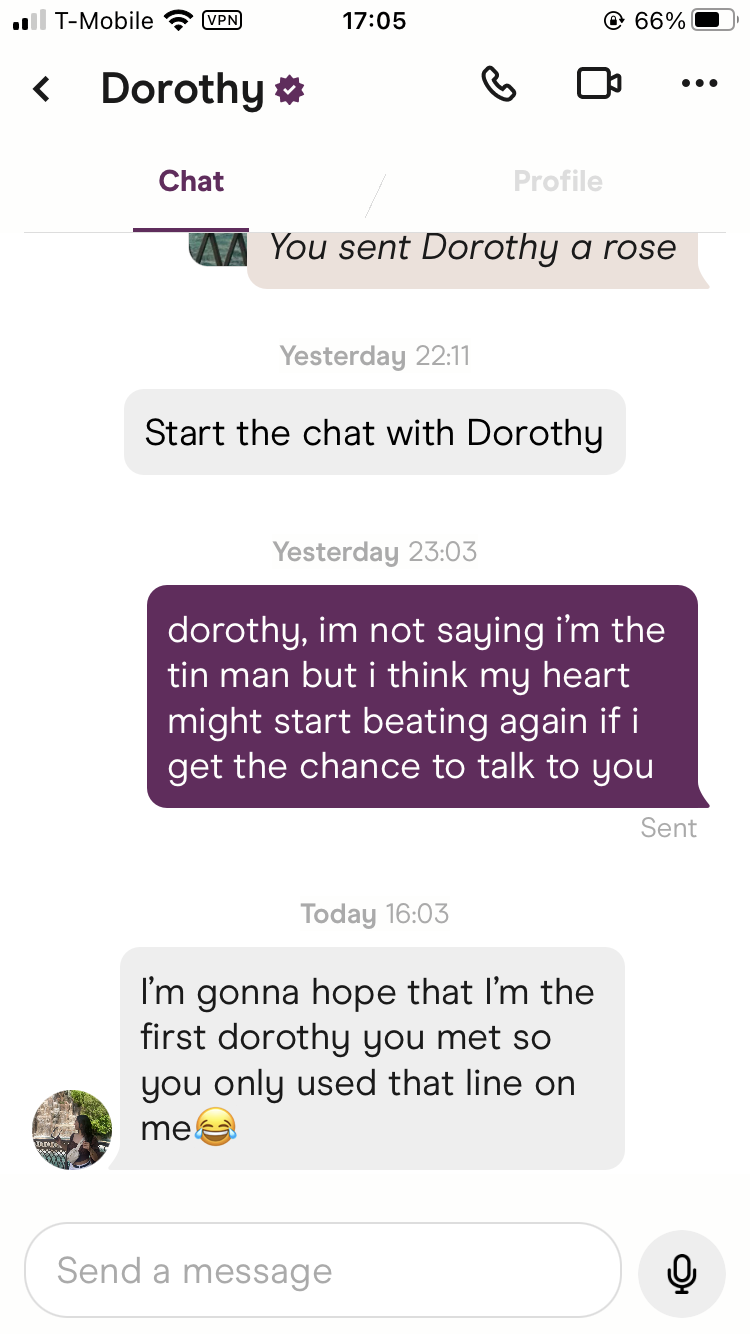 T-Mobile VPN 17:05 66%
Dorothy
Chat Profile
You sent Dorothy a rose
Yesterday 22:11
Start the chat with Dorothy
Yesterday 23:03
dorothy, im not saying i’m the
tin man but i think my heart
might start beating again if i
get the chance to talk to you
Sent
Today 16:03
I’m gonna hope that I’m the
first dorothy you met so
you only used that line on
me😂
Send a message